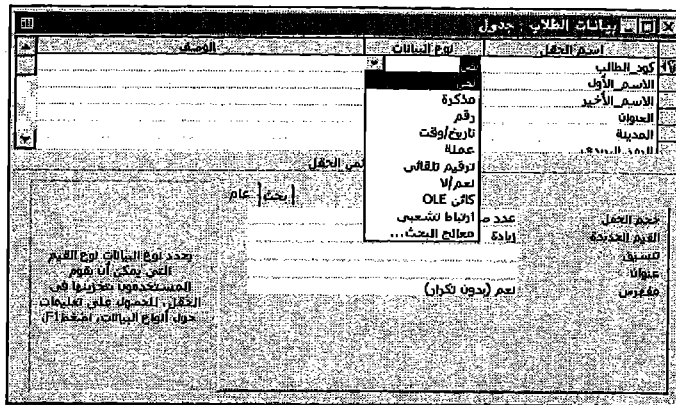 بيانات الطلاب : جدول
اسم الحقل نوع البيانات الوصف
كود_الطالب نص
الاسم_الأول نص
الاسم_الأخير مذكرة
العنوان رقم
المدينة تاريخ/وقت
عملة
ترقيم تلقائي
نعم/لا
كائن OLE
ارتباط تشعبي
معالج البحث...
عام بحث
حجم الحقل عدد
القيم الجديدة زيادة
تنسيق
عنوان
مفهرس نعم (بدون تكرار)
يحدد نوع البيانات نوع القيم
التي يمكن أن يقوم
المستخدمون بتخزينها في
الحقل. للحصول على تعليمات
حول أنواع البيانات، اضغط F1.